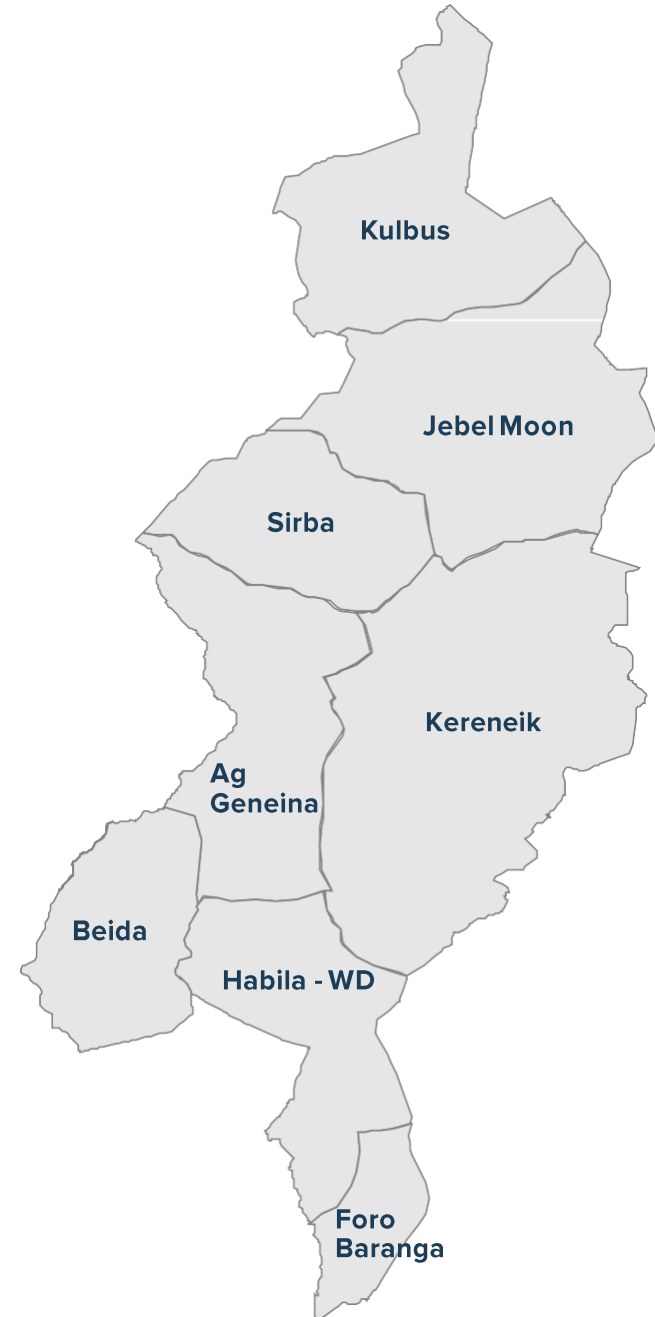 Kulbus
Jebel Moon
Sirba
Kereneik
Ag
Geneina
Beida
Habila - WD
Foro
Baranga